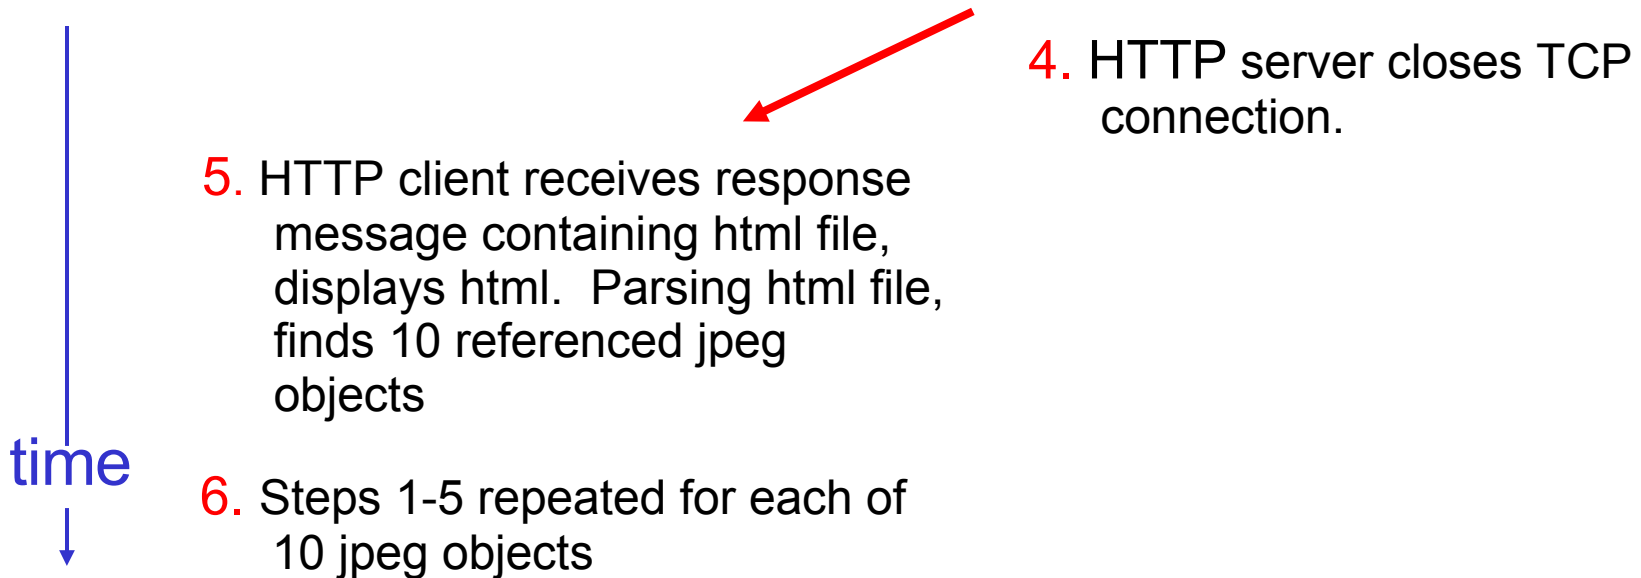 4. HTTP server closes TCP
connection.
5. HTTP client receives response
message containing html file,
displays html.  Parsing html file,
finds 10 referenced jpeg
objects
time
6. Steps 1-5 repeated for each of
10 jpeg objects